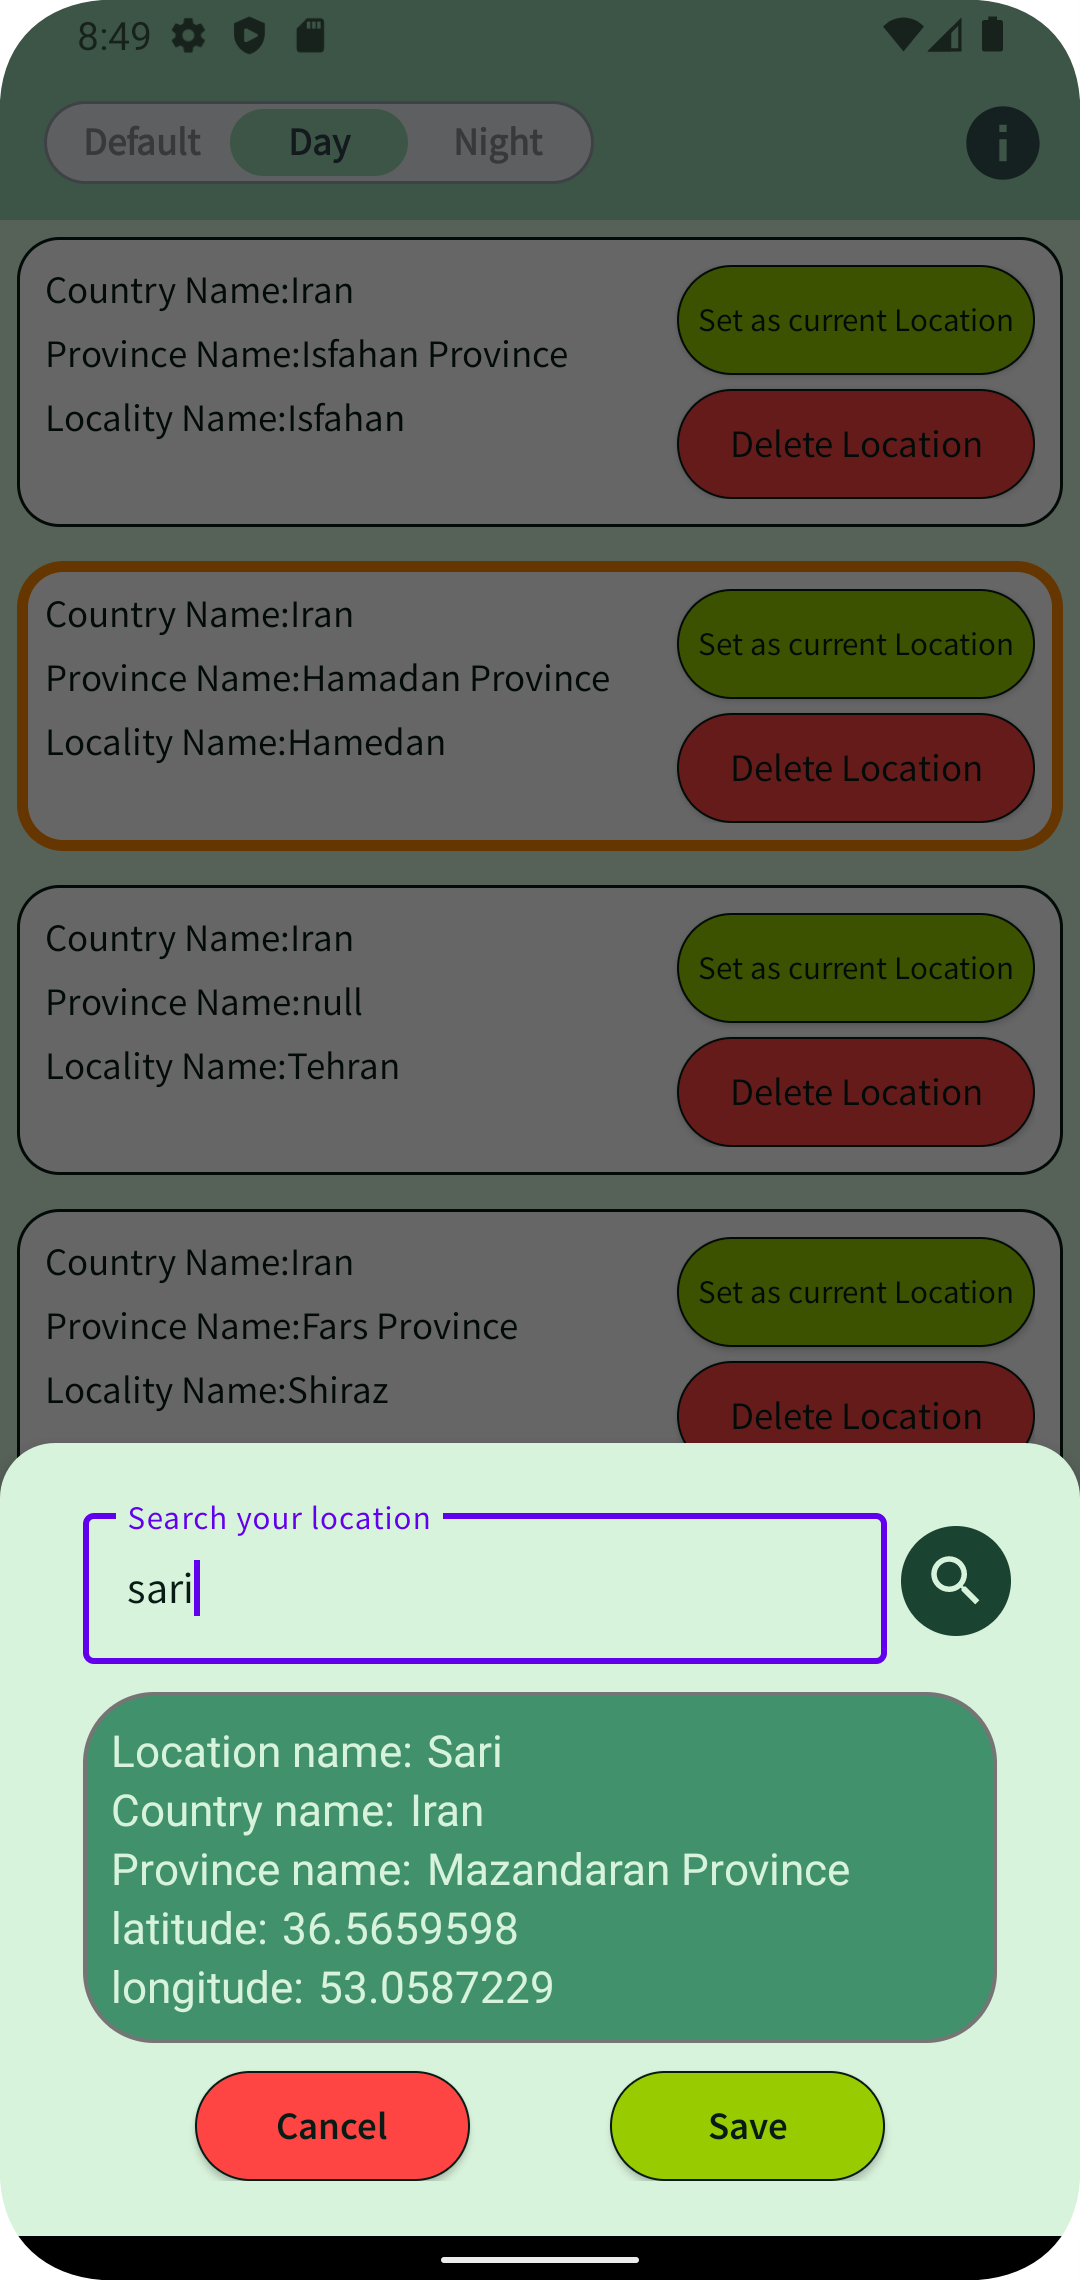 8:49
Default Day Night
Country Name:Iran
Province Name:Isfahan Province
Locality Name:Isfahan
Set as current Location
Delete Location
Country Name:Iran
Province Name:Hamadan Province
Locality Name:Hamedan
Set as current Location
Delete Location
Country Name:Iran
Province Name:null
Locality Name:Tehran
Set as current Location
Delete Location
Country Name:Iran
Province Name:Fars Province
Locality Name:Shiraz
Set as current Location
Delete Location
Search your location
sari
Location name: Sari
Country name: Iran
Province name: Mazandaran Province
latitude: 36.5659598
longitude: 53.0587229
Cancel Save